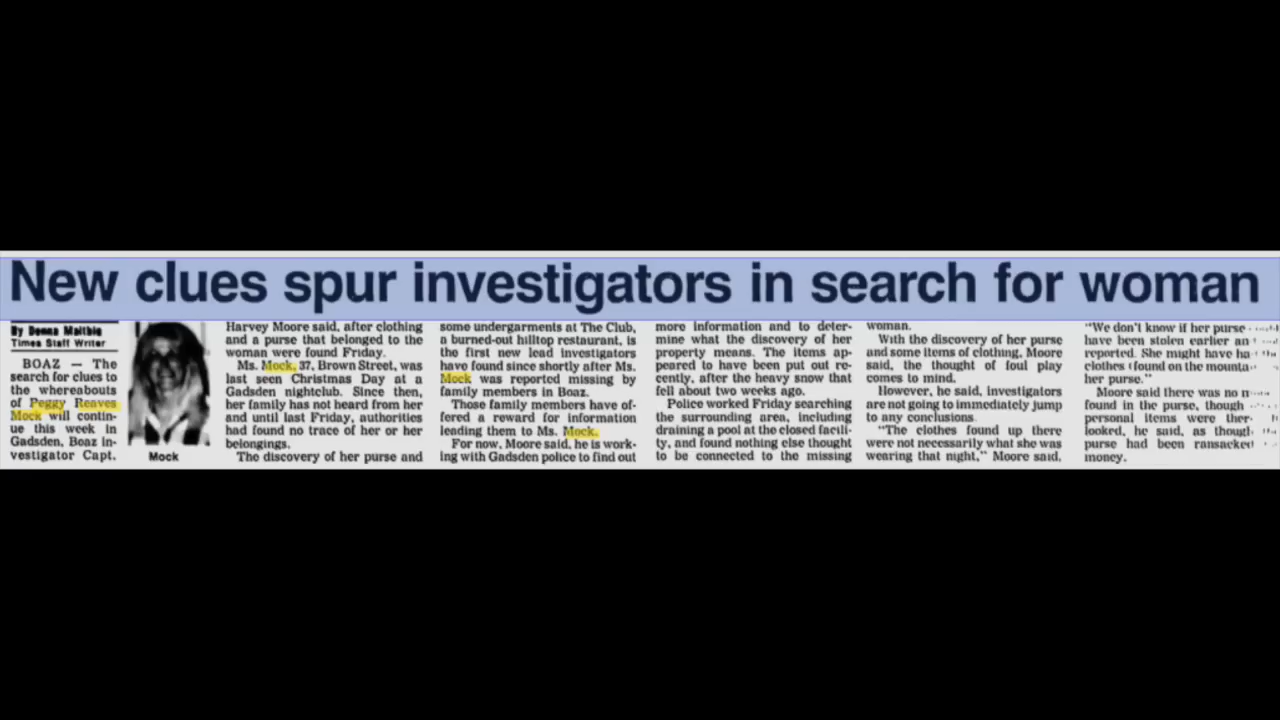 New clues spur investigators in search for woman
By Donna Maltbie
Times Staff Writer
BOAZ — The
search for clues to
the whereabouts
of Peggy Reaves
Mock will contin-
ue this week in
Gadsden, Boaz in-
vestigator Capt.
Mock
Harvey Moore said, after clothing
and a purse that belonged to the
woman were found Friday.
Ms. Mock, 37, Brown Street, was
last seen Christmas Day at a
Gadsden nightclub. Since then,
her family has not heard from her
and until last Friday, authorities
had found no trace of her or her
belongings.
The discovery of her purse and
some undergarments at The Club,
a burned-out hilltop restaurant, is
the first new lead investigators
have found since shortly after Ms.
Mock was reported missing by
family members in Boaz.
Those family members have of-
fered a reward for information
leading them to Ms. Mock.
For now, Moore said, he is work-
ing with Gadsden police to find out
more information and to deter-
mine what the discovery of her
property means. The items ap-
peared to have been put out re-
cently, after the heavy snow that
fell about two weeks ago.
Police worked Friday searching
the surrounding area, including
draining a pool at the closed facili-
ty, and found nothing else thought
to be connected to the missing
woman.
With the discovery of her purse
and some items of clothing, Moore
said, the thought of foul play
comes to mind.
However, he said, investigators
are not going to immediately jump
to any conclusions.
"The clothes found up there
were not necessarily what she was
wearing that night," Moore said.
"We don't know if her purse
have been stolen earlier an
reported. She might have ha
clothes (found on the mounta
her purse."
Moore said there was no
found in the purse, though
personal items were ther
looked, he said, as though
purse had been ransacked
money.